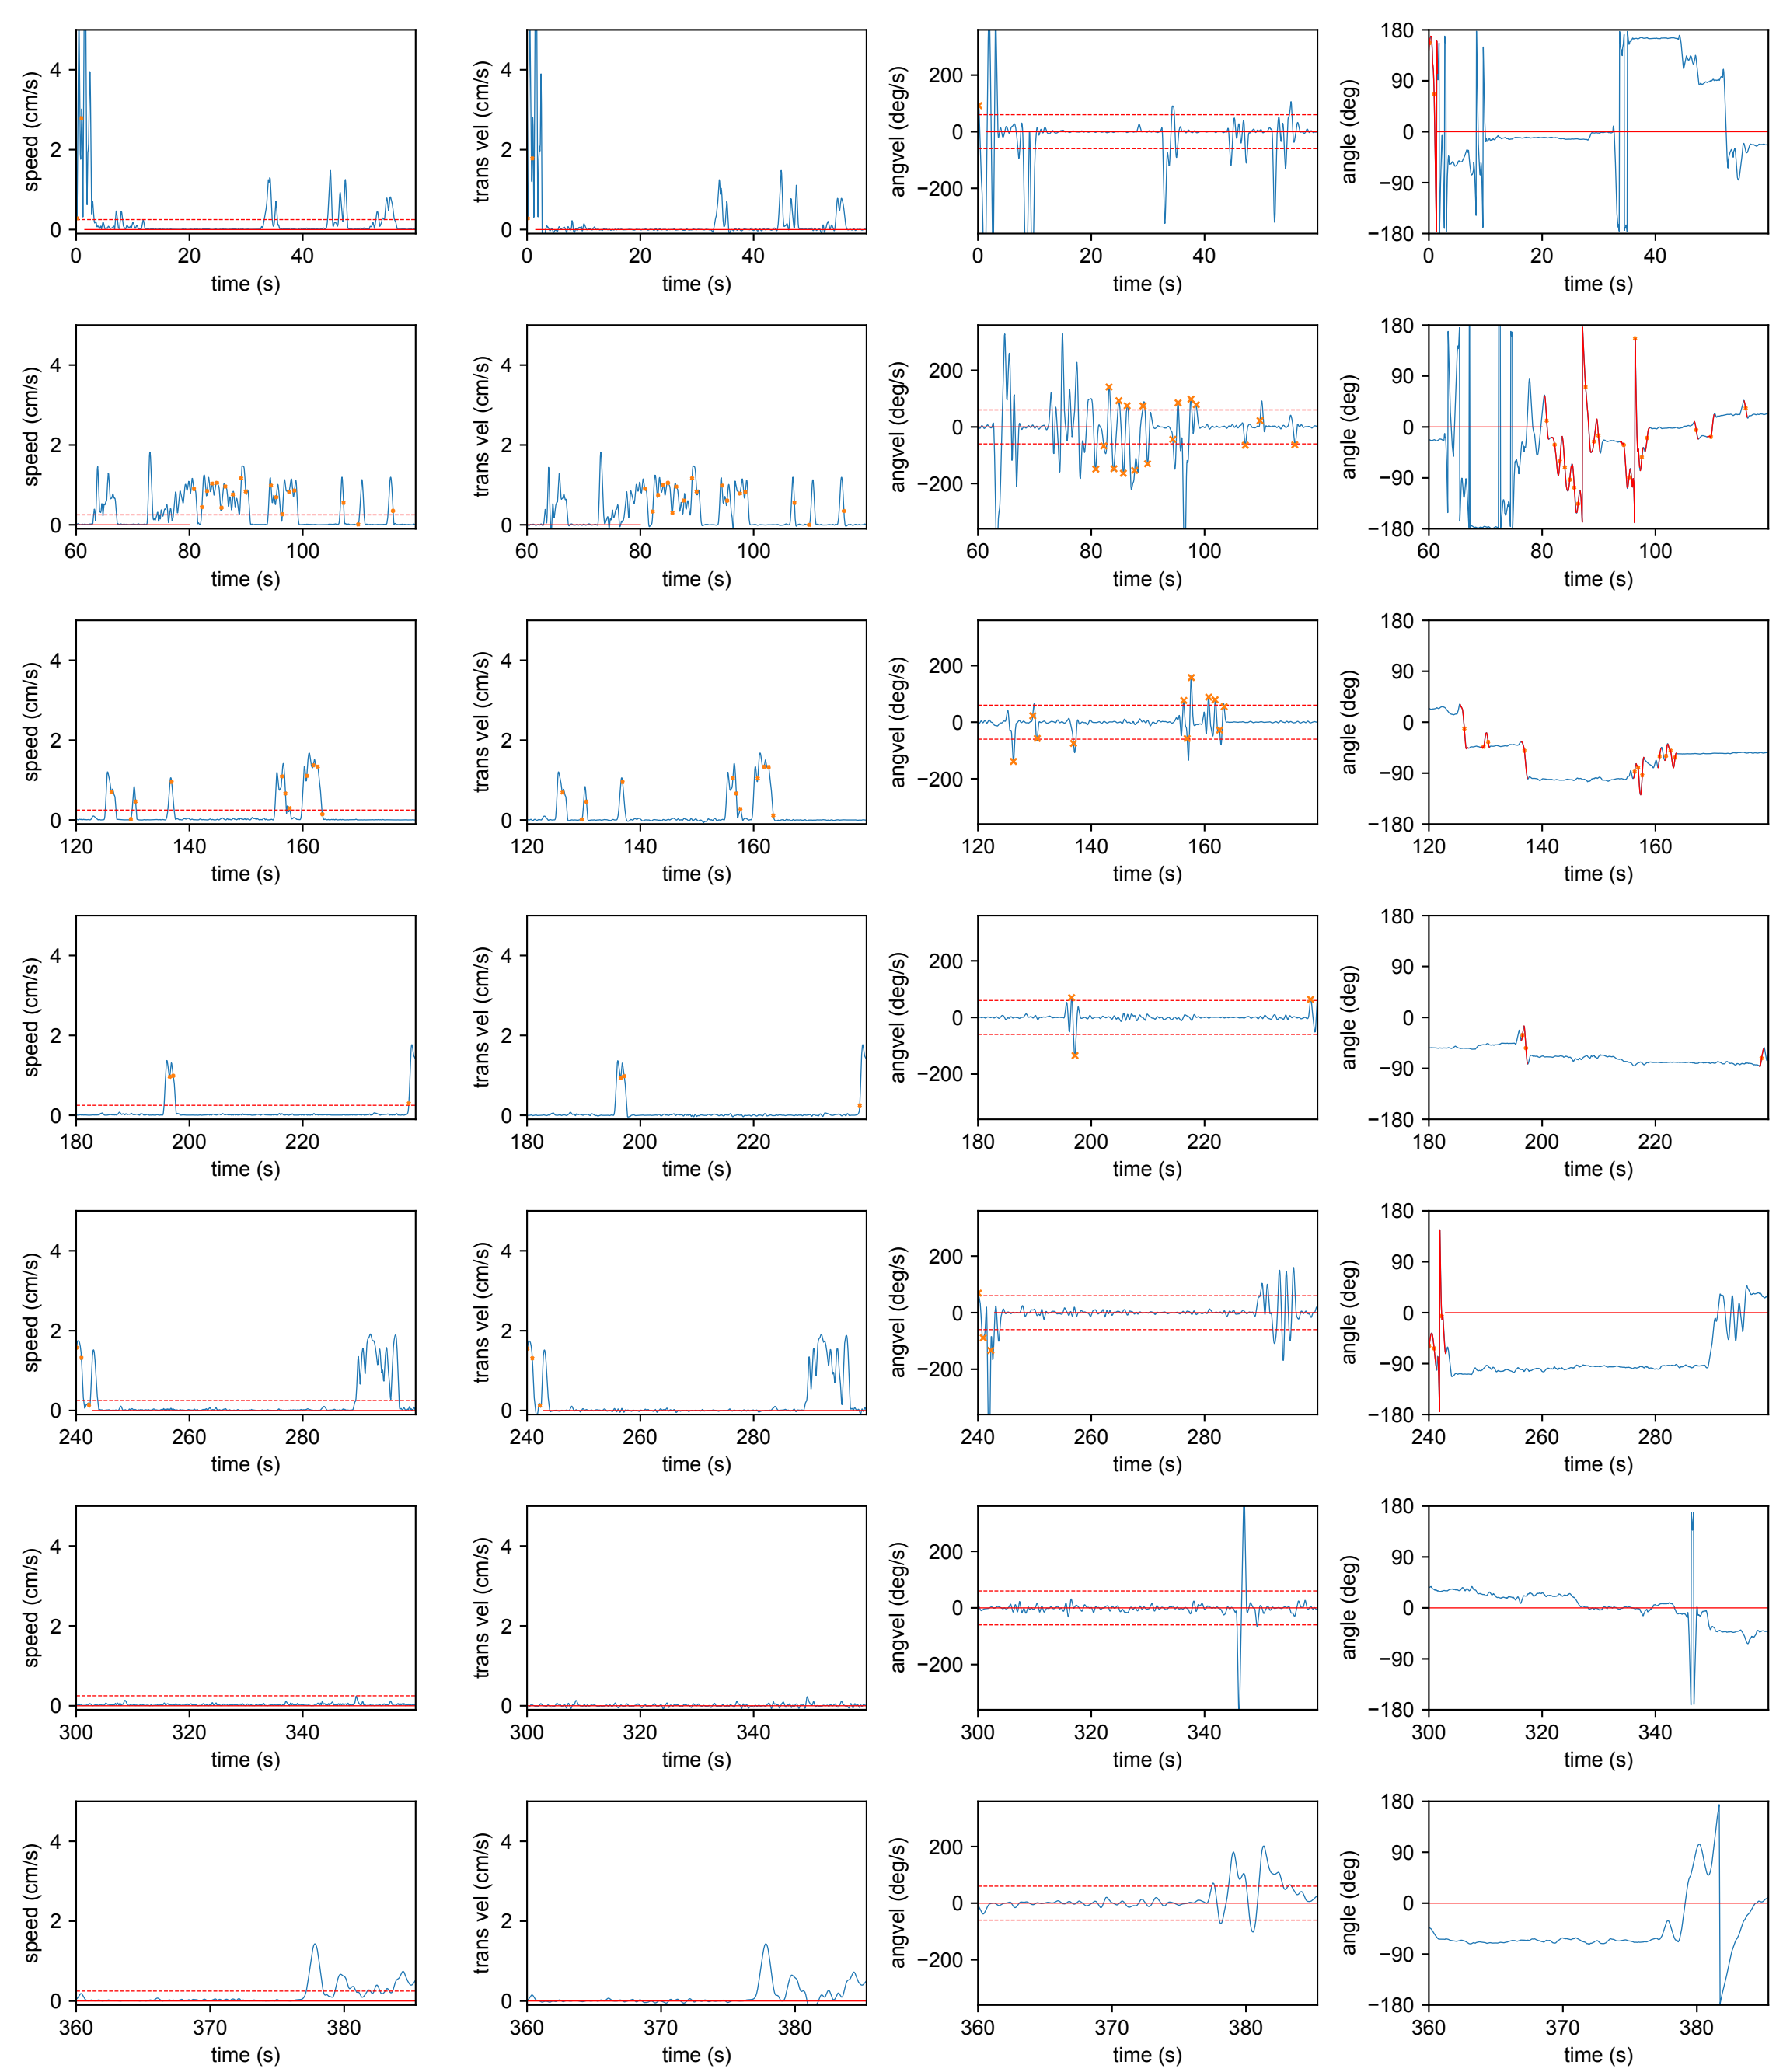 speed (cm/s) trans vel (cm/s) angvel (deg/s) angle (deg)
4 4 200 180
2 2 0 90
0 0 −200 0
−90
−180
0 20 40 0 20 40 0 20 40 0 20 40
time (s) time (s) time (s) time (s)
speed (cm/s) trans vel (cm/s) angvel (deg/s) angle (deg)
4 4 200 180
2 2 0 90
0 0 −200 0
−90
−180
60 80 100 60 80 100 60 80 100 60 80 100
time (s) time (s) time (s) time (s)
speed (cm/s) trans vel (cm/s) angvel (deg/s) angle (deg)
4 4 200 180
2 2 0 90
0 0 −200 0
−90
−180
120 140 160 120 140 160 120 140 160 120 140 160
time (s) time (s) time (s) time (s)
speed (cm/s) trans vel (cm/s) angvel (deg/s) angle (deg)
4 4 200 180
2 2 0 90
0 0 −200 0
−90
−180
180 200 220 180 200 220 180 200 220 180 200 220
time (s) time (s) time (s) time (s)
speed (cm/s) trans vel (cm/s) angvel (deg/s) angle (deg)
4 4 200 180
2 2 0 90
0 0 −200 0
−90
−180
240 260 280 240 260 280 240 260 280 240 260 280
time (s) time (s) time (s) time (s)
speed (cm/s) trans vel (cm/s) angvel (deg/s) angle (deg)
4 4 200 180
2 2 0 90
0 0 −200 0
−90
−180
300 320 340 300 320 340 300 320 340 300 320 340
time (s) time (s) time (s) time (s)
speed (cm/s) trans vel (cm/s) angvel (deg/s) angle (deg)
4 4 200 180
2 2 0 90
0 0 −200 0
−90
−180
360 370 380 360 370 380 360 370 380 360 370 380
time (s) time (s) time (s) time (s)